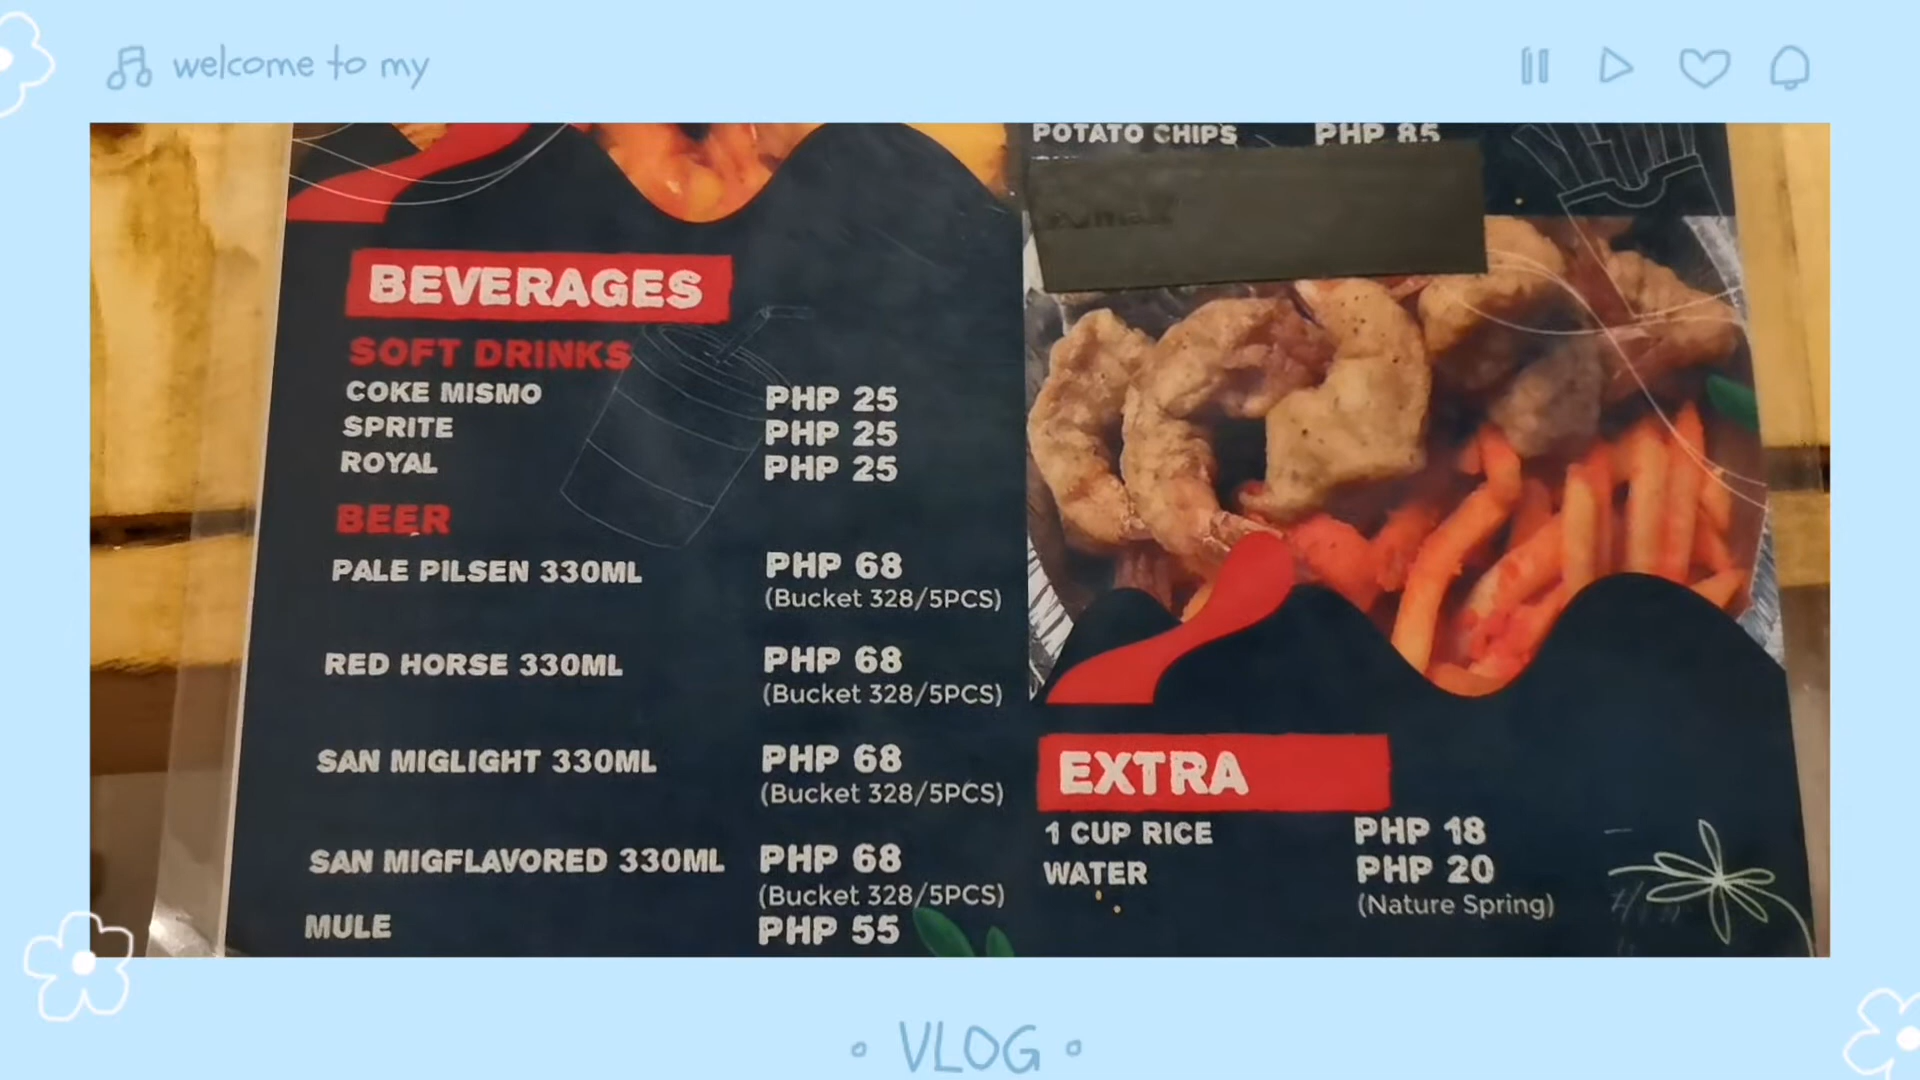 welcome to my
POTATO CHIPS PHP 85
BEVERAGES
SOFT DRINKS
COKE MISMO PHP 25
SPRITE PHP 25
ROYAL PHP 25
BEER
PALE PILSEN 330ML PHP 68
(Bucket 328/5PCS)
RED HORSE 330ML PHP 68
(Bucket 328/5PCS)
SAN MIGLIGHT 330ML PHP 68
(Bucket 328/5PCS)
SAN MIGFLAVORED 330ML PHP 68
(Bucket 328/5PCS)
MULE PHP 55
EXTRA
1 CUP RICE PHP 18
WATER PHP 20
(Nature Spring)
VLOG